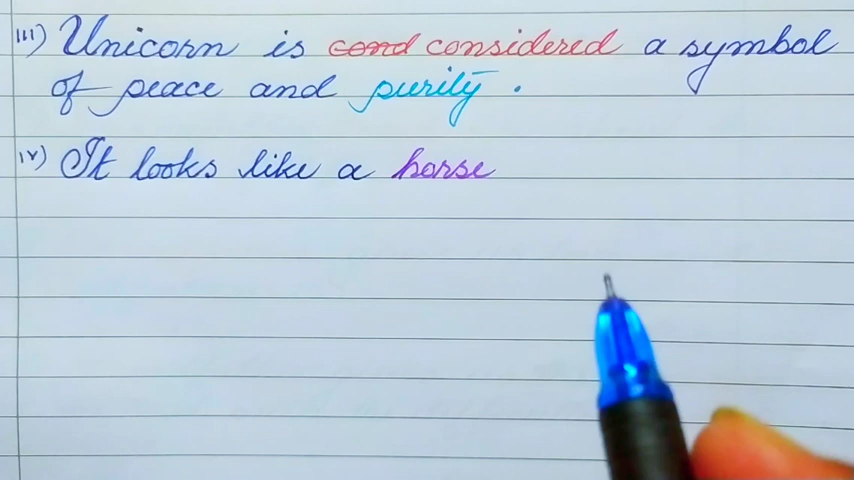 iii) Unicorn is cond considered a symbol
of peace and purity.
iv) It looks like a horse